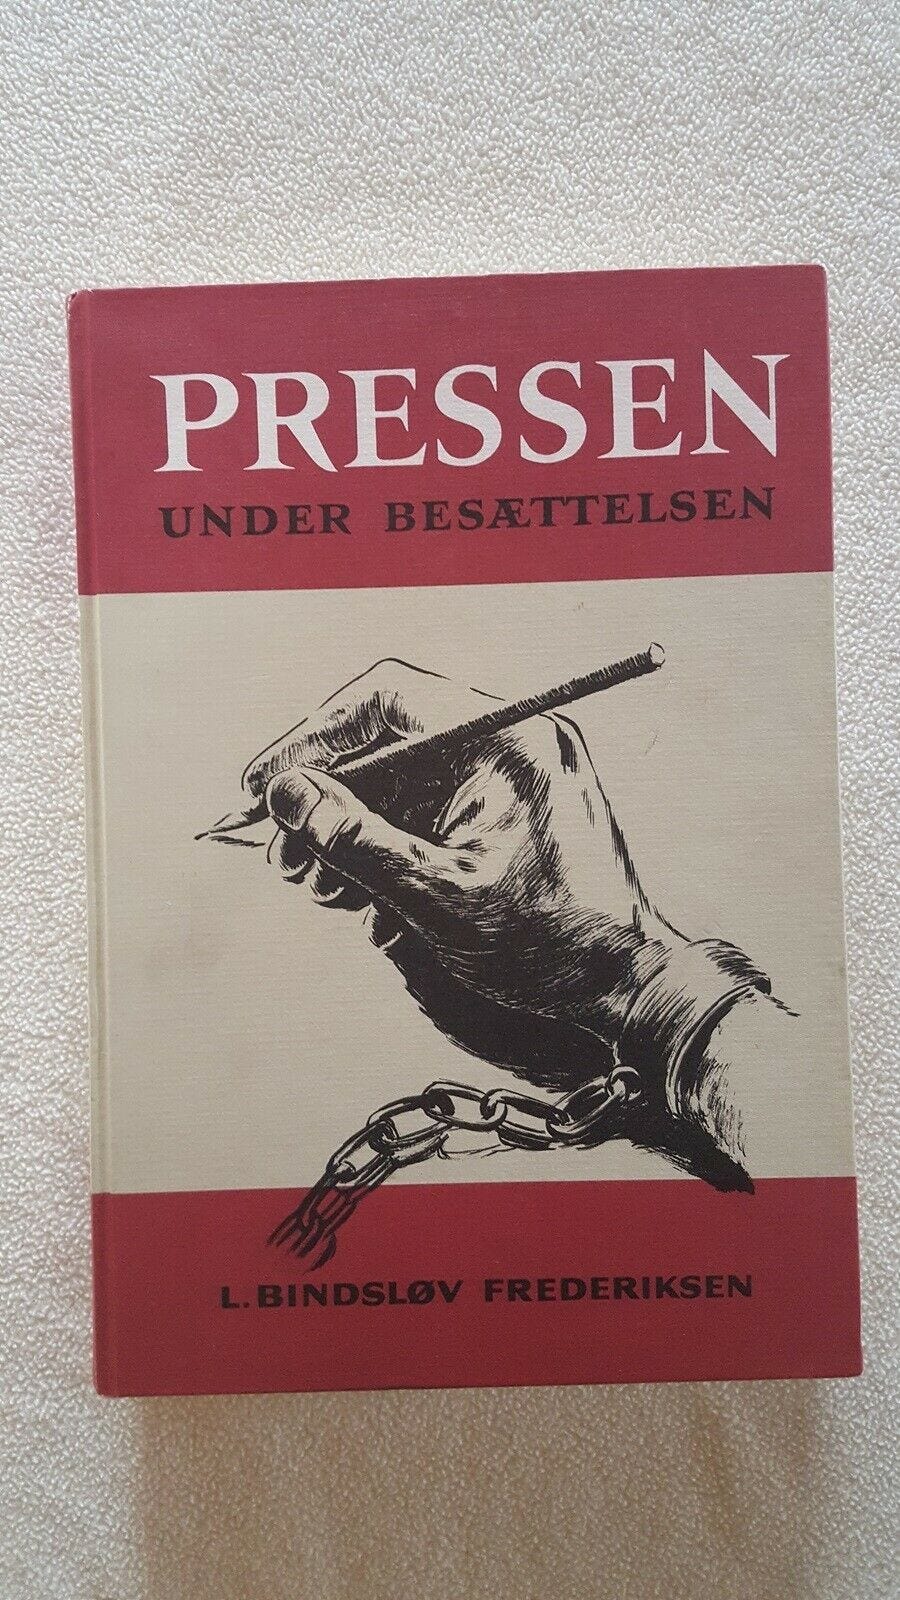 PRESSEN
UNDER BESÆTTELSEN
L. BINDSLØV FREDERIKSEN